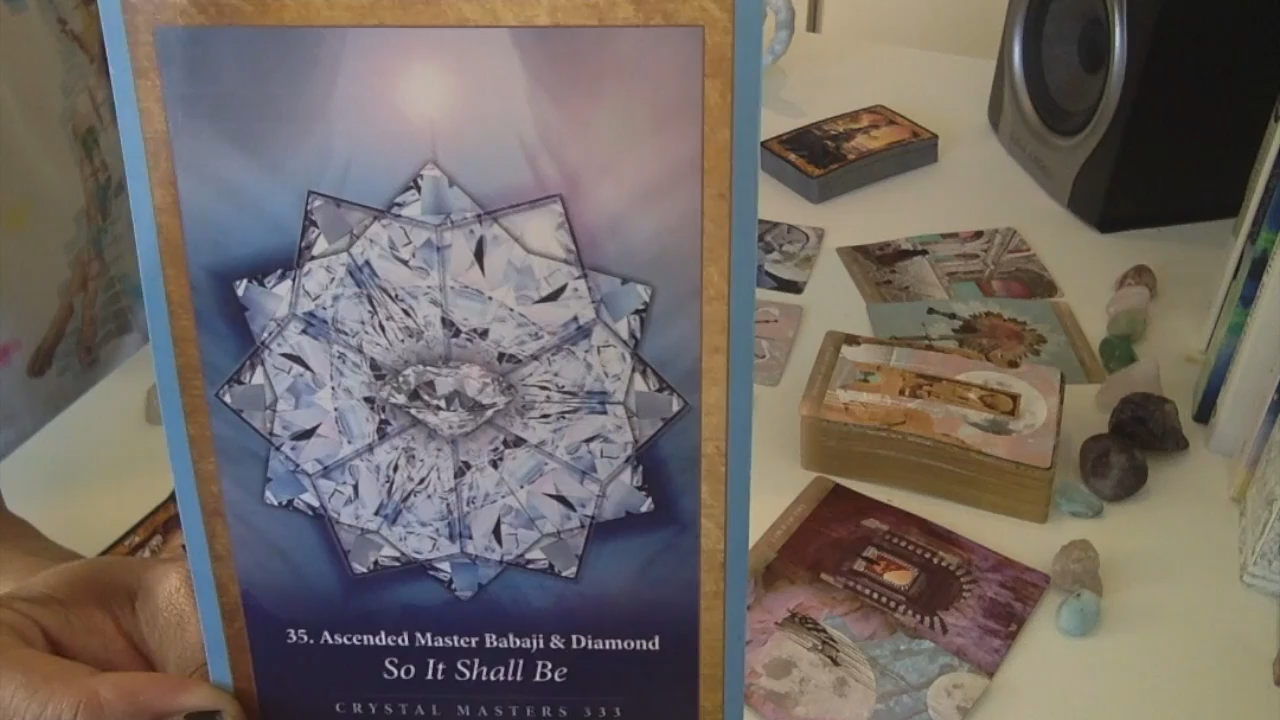 35. Ascended Master Babaji & Diamond
So It Shall Be
CRYSTAL MASTERS 333